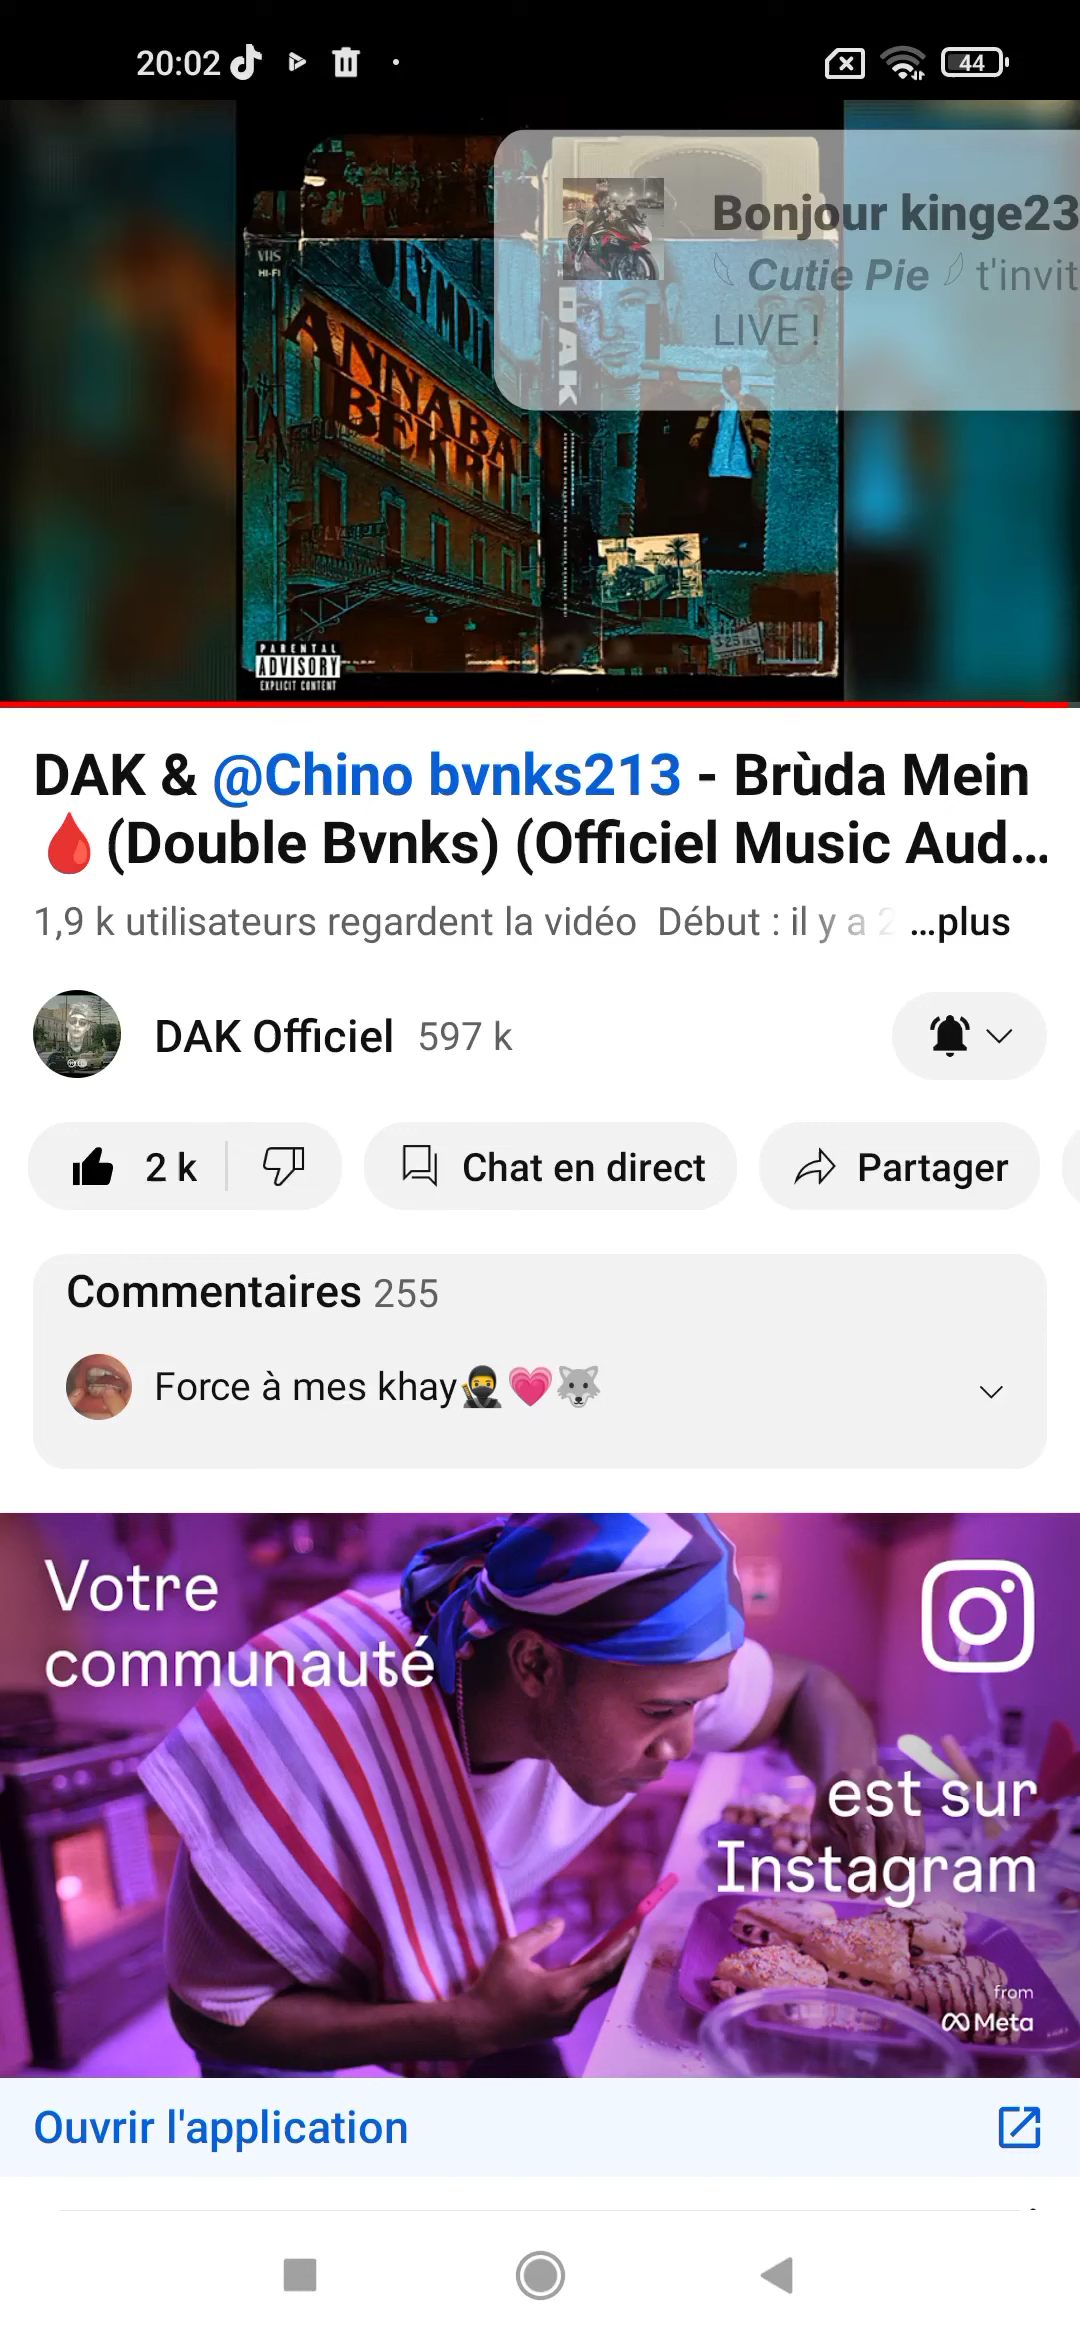 20:02
44
VHS
HI-FI
OLYMPI
ANNABA
BEKRI
DAK
PARENTAL
ADVISORY
EXPLICIT CONTENT
Bonjour kinge23
Cutie Pie t'invit
LIVE !
DAK & @Chino bvnks213 - Brùda Mein
🩸(Double Bvnks) (Officiel Music Aud...
1,9 k utilisateurs regardent la vidéo Début : il y a 2 ...plus
DAK Officiel 597 k
2 k
Chat en direct
Partager
Commentaires 255
Force à mes khay🥷💗🐺
Votre
communauté
est sur
Instagram
from
Meta
Ouvrir l'application